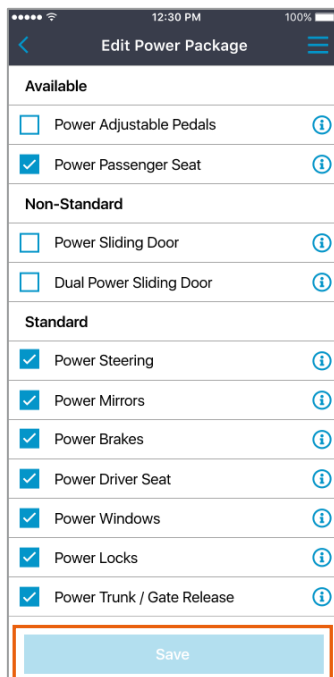 12:30 PM 100%
Edit Power Package
Available
Power Adjustable Pedals
Power Passenger Seat
Non-Standard
Power Sliding Door
Dual Power Sliding Door
Standard
Power Steering
Power Mirrors
Power Brakes
Power Driver Seat
Power Windows
Power Locks
Power Trunk / Gate Release
Save